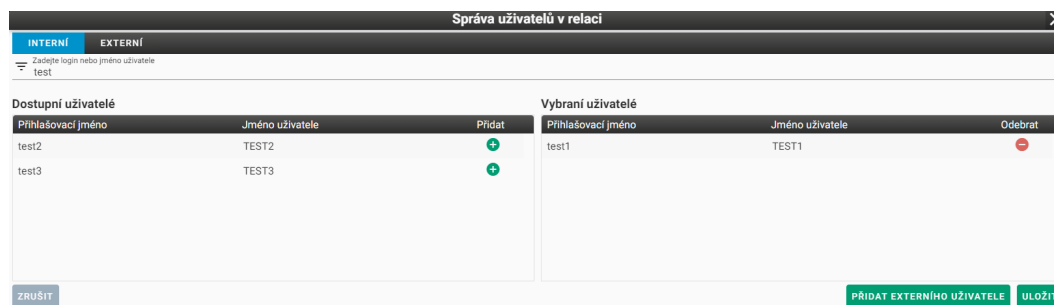 Správa uživatelů v relaci
INTERNÍ EXTERNÍ
Zadejte login nebo jméno uživatele
test
Dostupní uživatelé
Přihlašovací jméno Jméno uživatele Přidat
test2 TEST2
test3 TEST3
Vybraní uživatelé
Přihlašovací jméno Jméno uživatele Odebrat
test1 TEST1
ZRUŠIT PŘIDAT EXTERNÍHO UŽIVATELE ULOŽIT